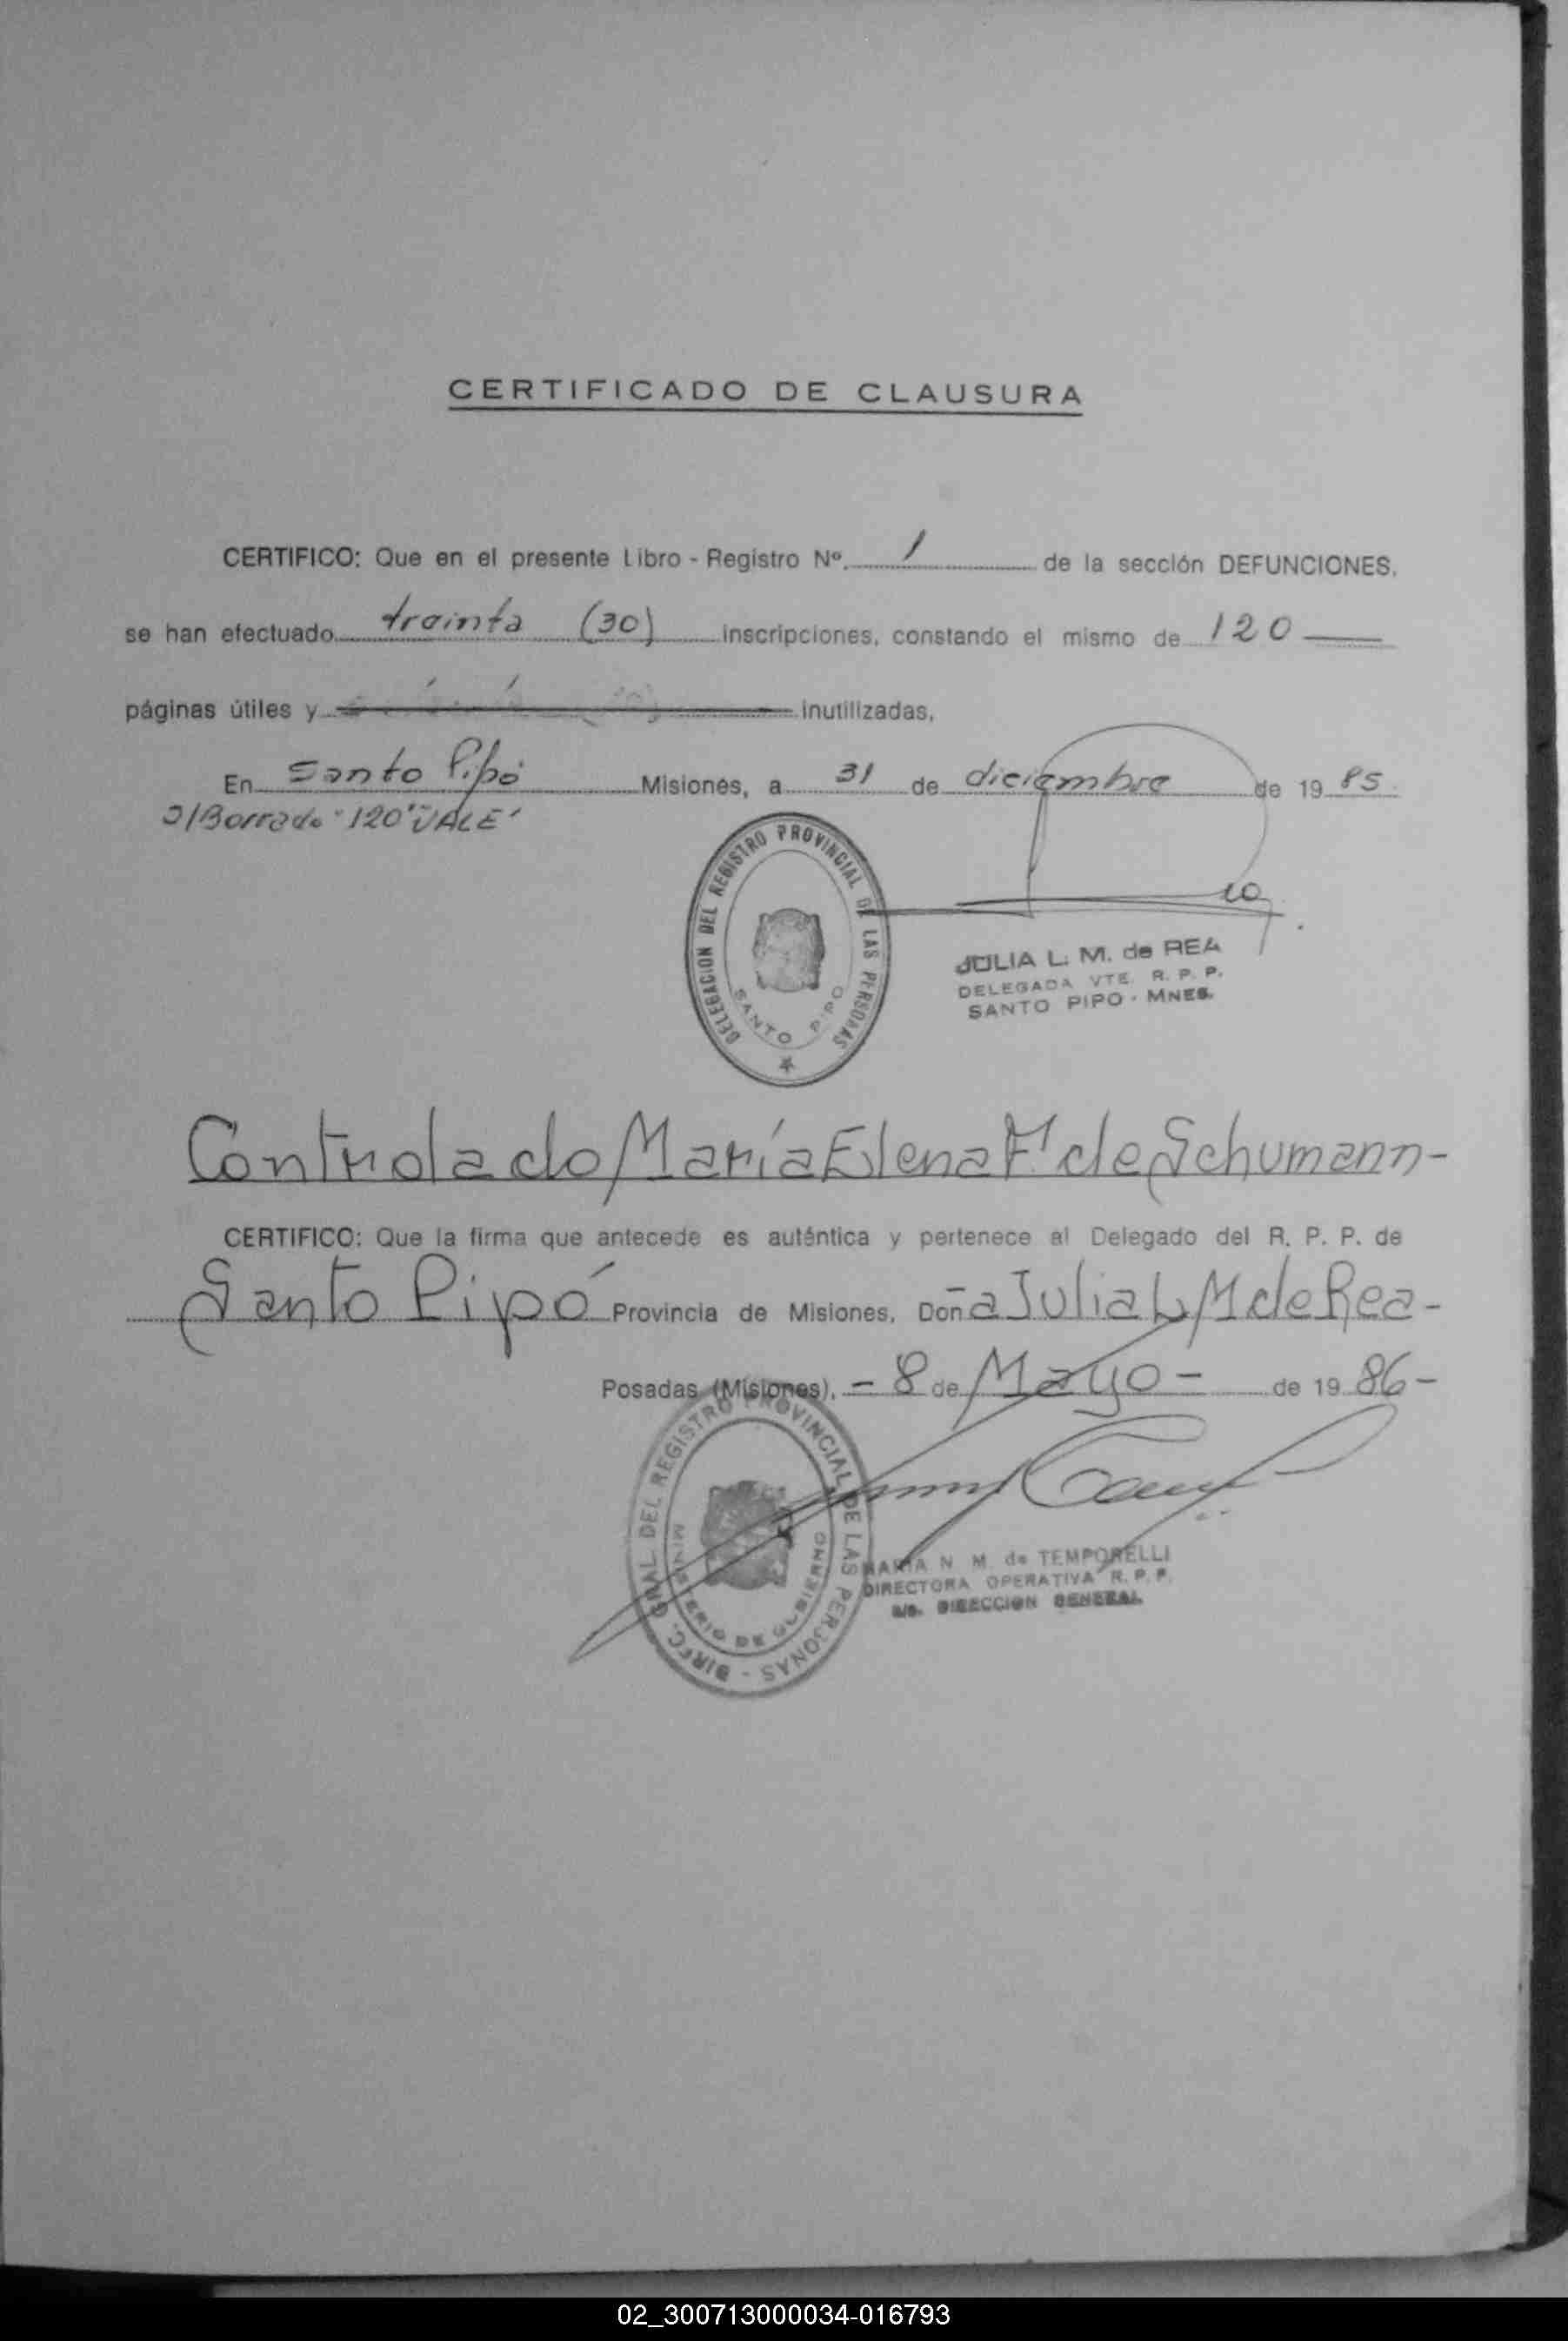 CERTIFICADO DE CLAUSURA
CERTIFICO: Que en el presente Libro - Registro Nº 1 de la sección DEFUNCIONES,
se han efectuado treinta (30) inscripciones, constando el mismo de 120
páginas útiles y inutilizadas,
En Santo Pipó Misiones, a 31 de diciembre de 1985
S/Borrado "120" VALE"
DELEGACION DEL REGISTRO PROVINCIAL DE LAS PERSONAS
SANTO PIPO
JULIA L. M. de REA
DELEGADA VTE. R. P. P.
SANTO PIPO - MNES.
Controlado María Elena F. de Schumann-
CERTIFICO: Que la firma que antecede es auténtica y pertenece al Delegado del R. P. P. de
Santo Pipó Provincia de Misiones, Doña Julia L M de Rea-
Posadas (Misiones), - 8 de Mayo - de 1986-
DIREC. GRAL. DEL REGISTRO PROVINCIAL DE LAS PERSONAS -
MINISTERIO DE GOBIERNO
MARIA N. M. de TEMPORELLI
DIRECTORA OPERATIVA R. P. P.
a/c. DIRECCION GENERAL
02_300713000034-016793